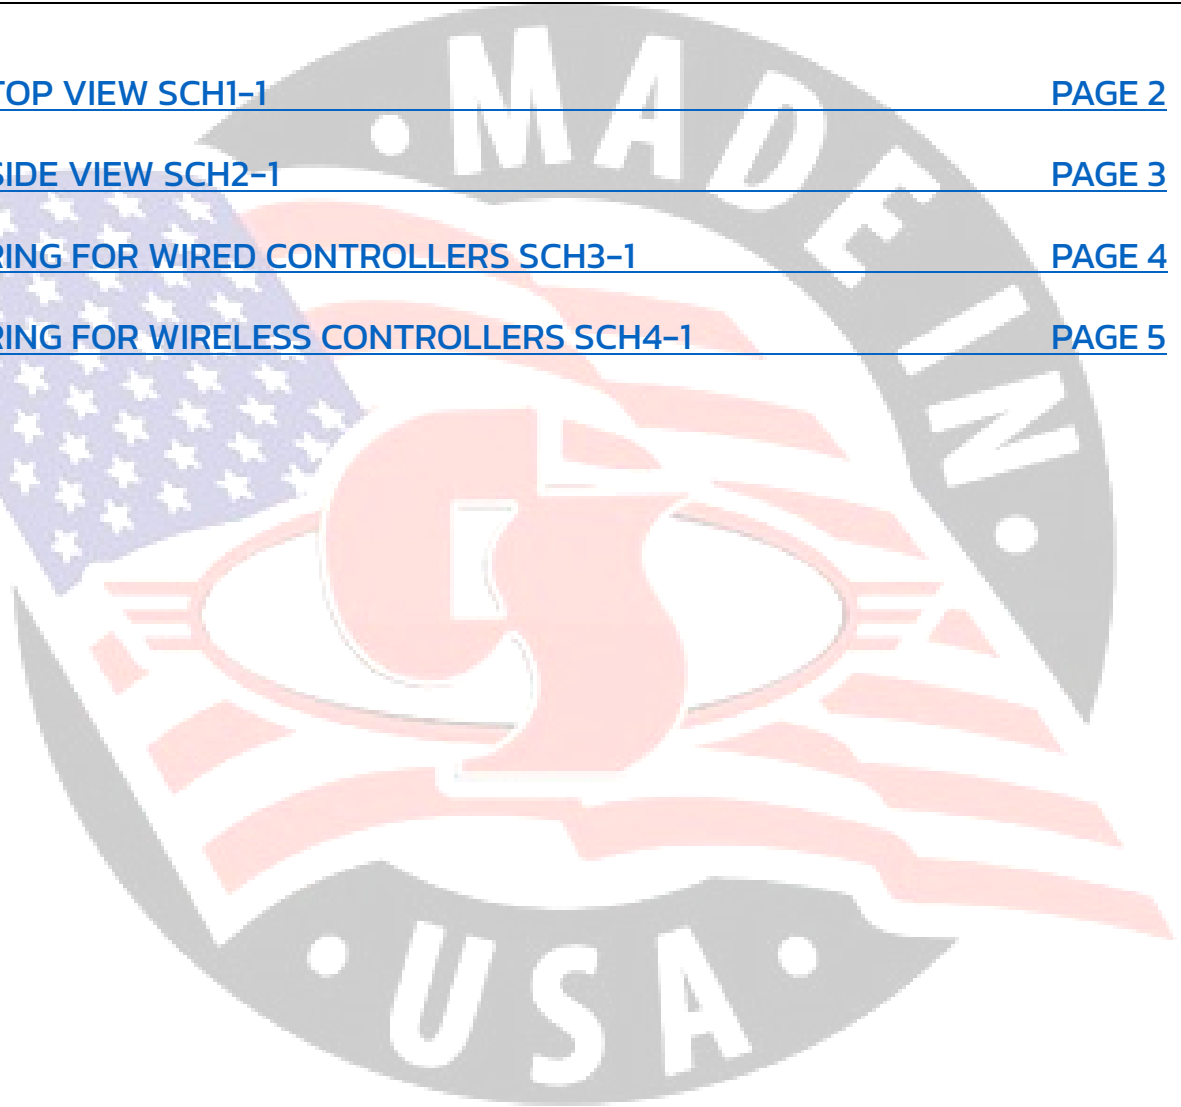 TOP VIEW SCH1-1 PAGE 2
SIDE VIEW SCH2-1 PAGE 3
RING FOR WIRED CONTROLLERS SCH3-1 PAGE 4
RING FOR WIRELESS CONTROLLERS SCH4-1 PAGE 5
• MADE IN •
• USA •